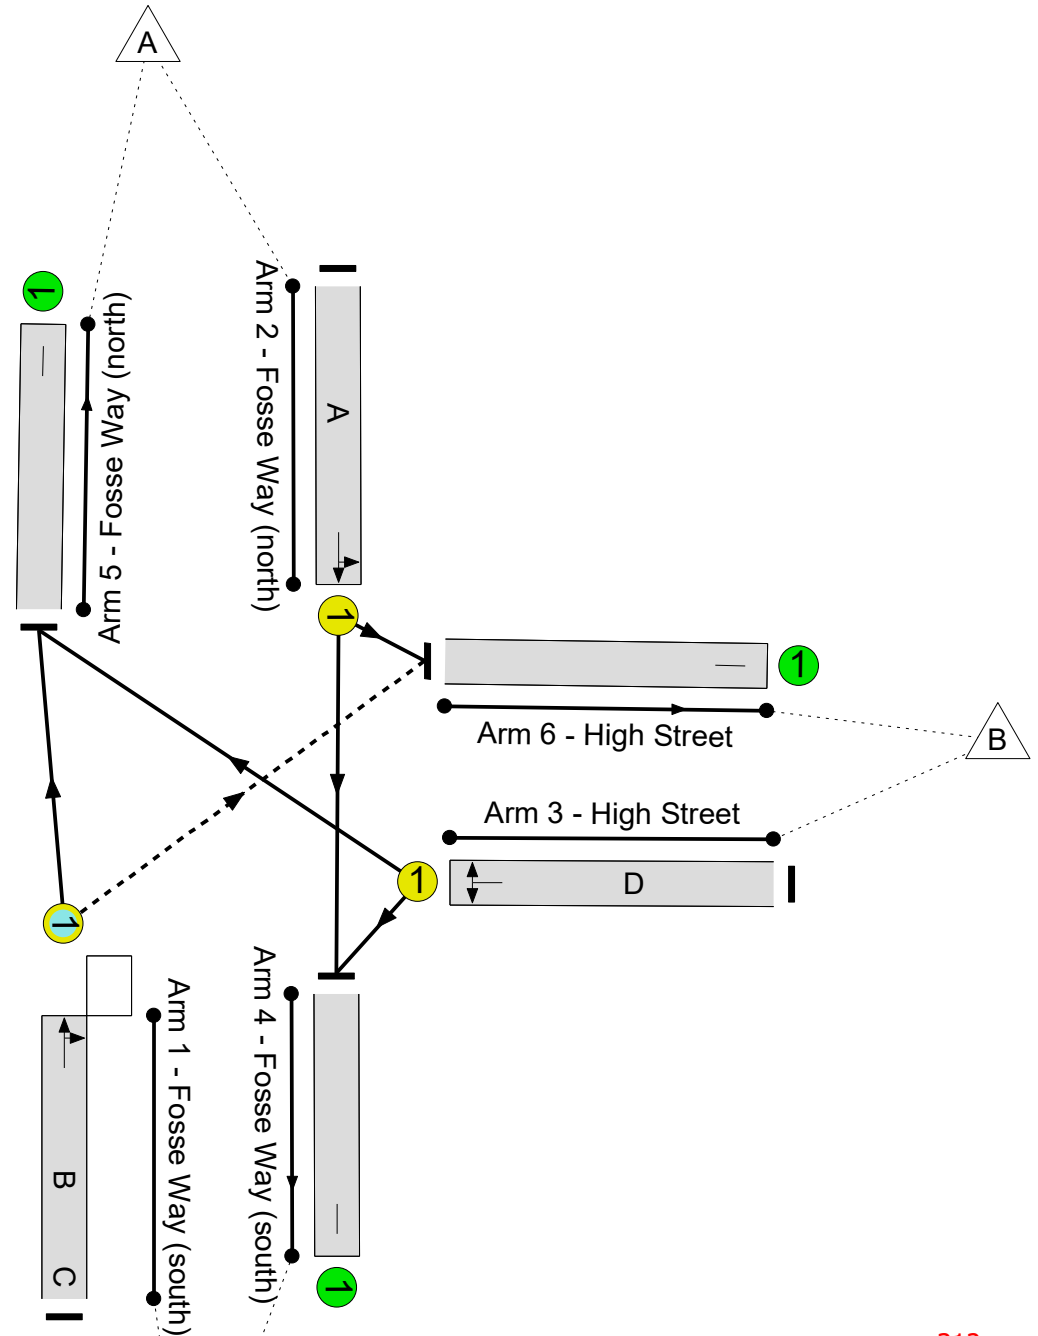 A
1
Arm 5 - Fosse Way (north)
Arm 2 - Fosse Way (north)
A
1
1
Arm 6 - High Street
B
Arm 3 - High Street
1
D
1
Arm 1 - Fosse Way (south)
Arm 4 - Fosse Way (south)
B
C
1